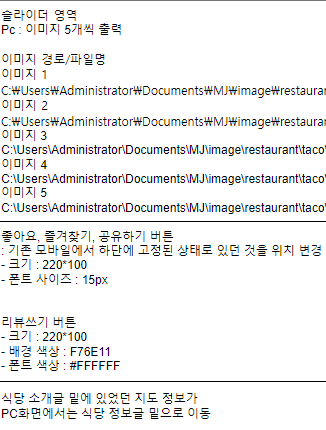 슬라이더 영역
Pc : 이미지 5개씩 출력
이미지 경로/파일명
이미지 1
C:₩Users₩Administrator₩Documents₩MJ₩image₩restauran
이미지 2
C:₩Users₩Administrator₩Documents₩MJ₩image₩restauran
이미지 3
C:\Users\Administrator\Documents\MJ\image\restaurant\taco\
이미지 4
C:\Users\Administrator\Documents\MJ\image\restaurant\taco\
이미지 5
C:\Users\Administrator\Documents\MJ\image\restaurant\taco\
좋아요, 즐겨찾기, 공유하기 버튼
: 기존 모바일에서 하단에 고정된 상태로 있던 것을 위치 변경
- 크기 : 220*100
- 폰트 사이즈 : 15px
리뷰쓰기 버튼
- 크기 : 220*100
- 배경 색상 : F76E11
- 폰트 색상 : #FFFFFF
식당 소개글 밑에 있었던 지도 정보가
PC화면에서는 식당 정보글 밑으로 이동